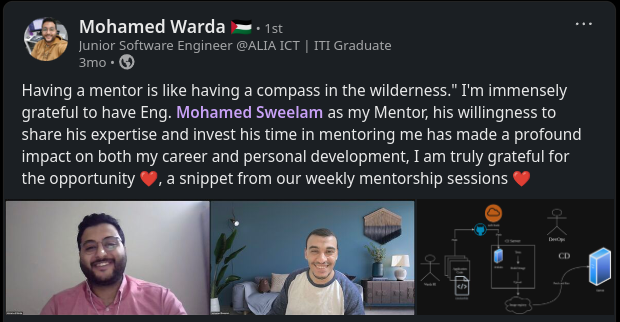 Mohamed Warda 🇵🇸 • 1st
Junior Software Engineer @ALIA ICT | ITI Graduate
3mo •
Having a mentor is like having a compass in the wilderness." I'm immensely
grateful to have Eng. Mohamed Sweelam as my Mentor, his willingness to
share his expertise and invest his time in mentoring me has made a profound
impact on both my career and personal development, I am truly grateful for
the opportunity ❤️, a snippet from our weekly mentorship sessions ❤️
DevOps
CD